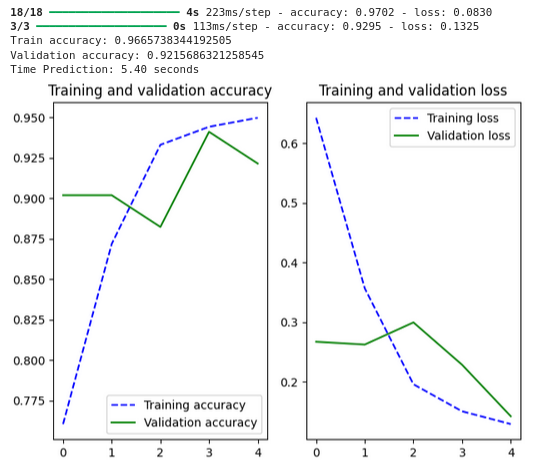 18/18 ━━━━━━━━━━━━━━━━━━━━ 4s 223ms/step - accuracy: 0.9702 - loss: 0.0830
3/3 ━━━━━━━━━━━━━━━━━━━━ 0s 113ms/step - accuracy: 0.9295 - loss: 0.1325
Train accuracy: 0.9665738344192505
Validation accuracy: 0.9215686321258545
Time Prediction: 5.40 seconds
Training and validation accuracy
0.950
0.925
0.900
0.875
0.850
0.825
0.800
0.775
Training accuracy
Validation accuracy
0 1 2 3 4
Training and validation loss
Training loss
Validation loss
0.6
0.5
0.4
0.3
0.2
0 1 2 3 4